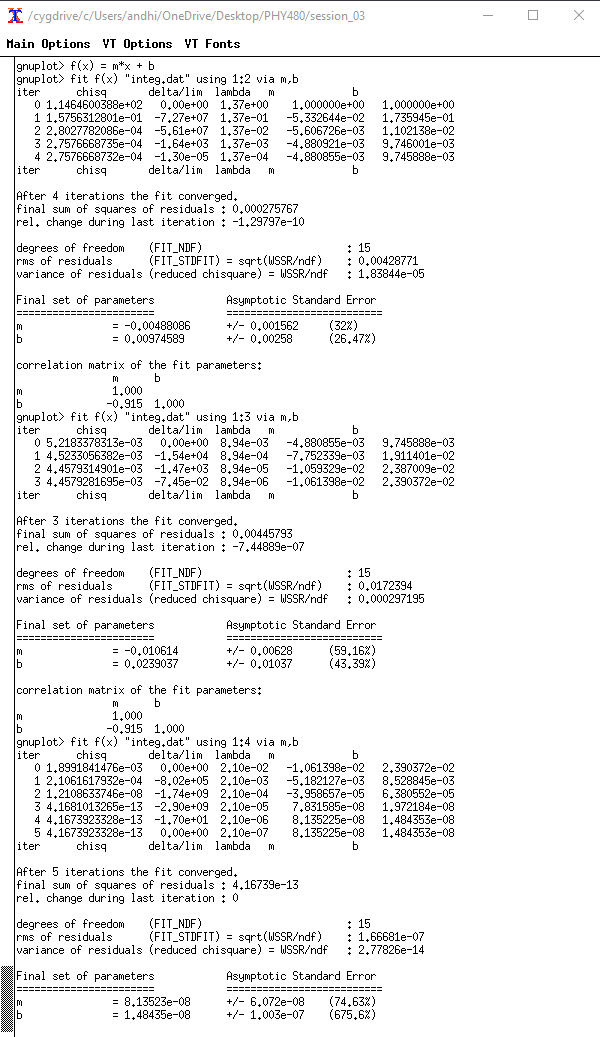 /cygdrive/c/Users/andhi/OneDrive/Desktop/PHY480/session_03
Main Options VT Options VT Fonts
gnuplot> f(x) = m*x + b
gnuplot> fit f(x) "integ.dat" using 1:2 via m,b
iter chisq delta/lim lambda m b
0 1.1464600388e+02 0.00e+00 1.37e+00 1.000000e+00 1.000000e+00
1 1.5756312801e-01 -7.27e+07 1.37e-01 -5.332644e-02 1.735945e-01
2 2.8027782086e-04 -5.61e+07 1.37e-02 -5.606726e-03 1.102138e-02
3 2.7576668735e-04 -1.64e+03 1.37e-03 -4.880921e-03 9.746001e-03
4 2.7576668732e-04 -1.30e-05 1.37e-04 -4.880855e-03 9.745888e-03
iter chisq delta/lim lambda m b
After 4 iterations the fit converged.
final sum of squares of residuals : 0.000275767
rel. change during last iteration : -1.29797e-10
degrees of freedom (FIT_NDF) : 15
rms of residuals (FIT_STDFIT) = sqrt(WSSR/ndf) : 0.00428771
variance of residuals (reduced chisquare) = WSSR/ndf : 1.83844e-05
Final set of parameters Asymptotic Standard Error
======================= ==========================
m = -0.00488086 +/- 0.001562 (32%)
b = 0.00974589 +/- 0.00258 (26.47%)
correlation matrix of the fit parameters:
m b
m 1.000
b -0.915 1.000
gnuplot> fit f(x) "integ.dat" using 1:3 via m,b
iter chisq delta/lim lambda m b
0 5.2183378313e-03 0.00e+00 8.94e-03 -4.880855e-03 9.745888e-03
1 4.5233056382e-03 -1.54e+04 8.94e-04 -7.752339e-03 1.911401e-02
2 4.4579314901e-03 -1.47e+03 8.94e-05 -1.059329e-02 2.387009e-02
3 4.4579281695e-03 -7.45e-02 8.94e-06 -1.061398e-02 2.390372e-02
iter chisq delta/lim lambda m b
After 3 iterations the fit converged.
final sum of squares of residuals : 0.00445793
rel. change during last iteration : -7.44889e-07
degrees of freedom (FIT_NDF) : 15
rms of residuals (FIT_STDFIT) = sqrt(WSSR/ndf) : 0.0172394
variance of residuals (reduced chisquare) = WSSR/ndf : 0.000297195
Final set of parameters Asymptotic Standard Error
======================= ==========================
m = -0.010614 +/- 0.00628 (59.16%)
b = 0.0239037 +/- 0.01037 (43.39%)
correlation matrix of the fit parameters:
m b
m 1.000
b -0.915 1.000
gnuplot> fit f(x) "integ.dat" using 1:4 via m,b
iter chisq delta/lim lambda m b
0 1.8991841476e-03 0.00e+00 2.10e-02 -1.061398e-02 2.390372e-02
1 2.1061617932e-04 -8.02e+05 2.10e-03 -5.182127e-03 8.528845e-03
2 1.2108633746e-08 -1.74e+09 2.10e-04 -3.958657e-05 6.380552e-05
3 4.1681013265e-13 -2.90e+09 2.10e-05 7.831585e-08 1.972184e-08
4 4.1673923328e-13 -1.70e+01 2.10e-06 8.135225e-08 1.484353e-08
5 4.1673923328e-13 0.00e+00 2.10e-07 8.135225e-08 1.484353e-08
iter chisq delta/lim lambda m b
After 5 iterations the fit converged.
final sum of squares of residuals : 4.16739e-13
rel. change during last iteration : 0
degrees of freedom (FIT_NDF) : 15
rms of residuals (FIT_STDFIT) = sqrt(WSSR/ndf) : 1.66681e-07
variance of residuals (reduced chisquare) = WSSR/ndf : 2.77826e-14
Final set of parameters Asymptotic Standard Error
======================= ==========================
m = 8.13523e-08 +/- 6.072e-08 (74.63%)
b = 1.48435e-08 +/- 1.003e-07 (675.6%)